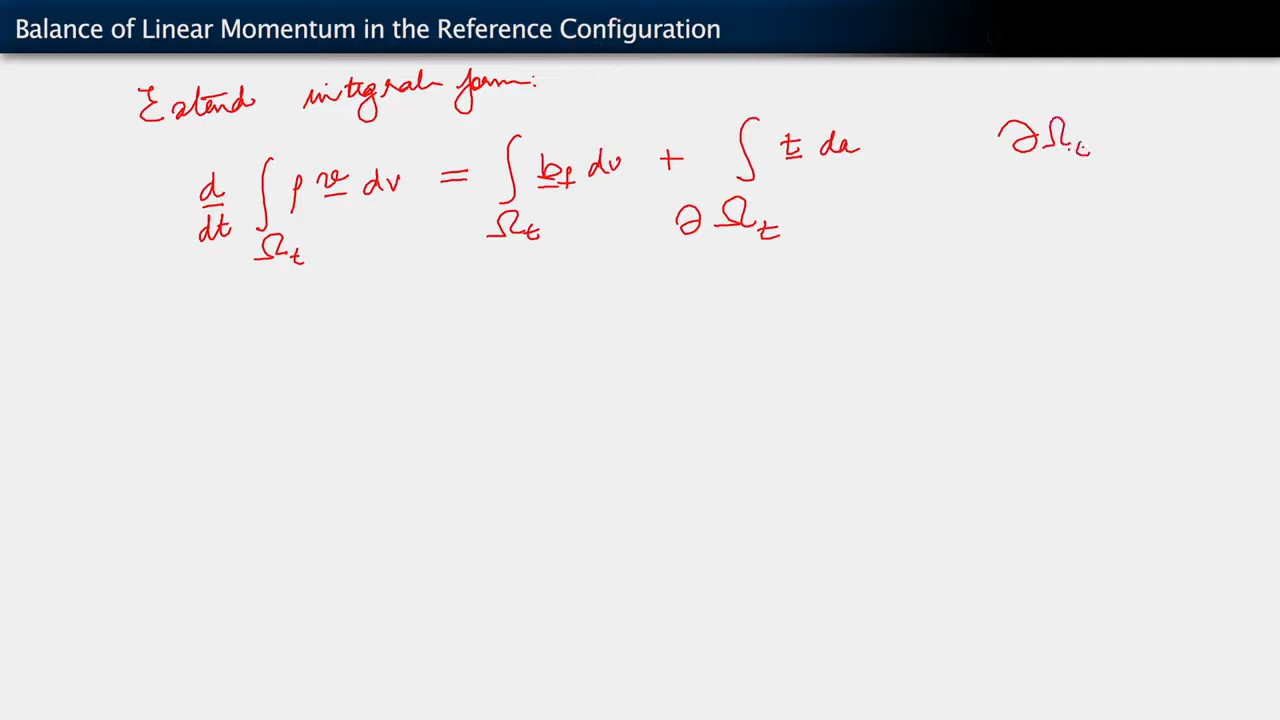 Balance of Linear Momentum in the Reference Configuration
Extend integral form:
d/dt ∫_{Ω_t} ρ v̲ dv = ∫_{Ω_t} b̲_f dv + ∫_{∂Ω_t} t̲ da    ∂Ω_t